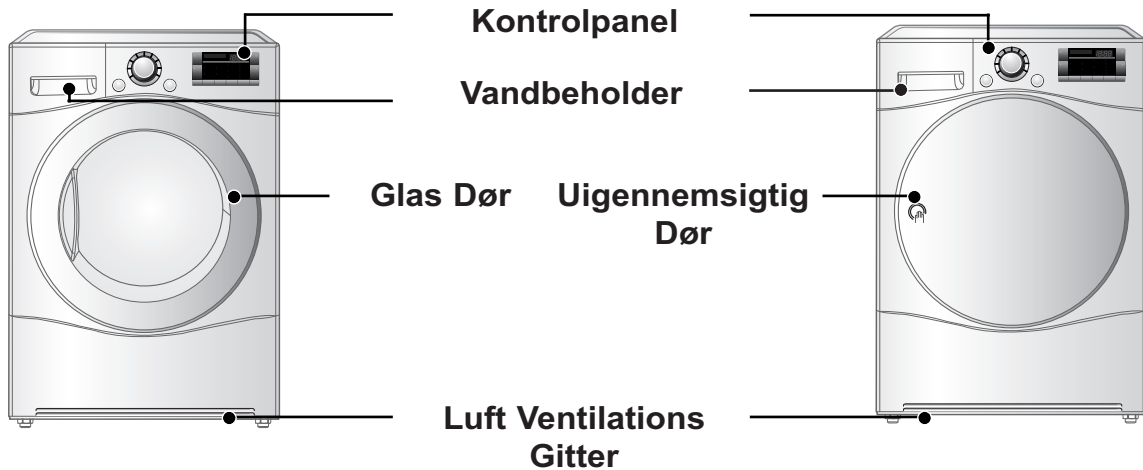 Kontrolpanel
Vandbeholder
Glas Dør
Uigennemsigtig
Dør
Luft Ventilations
Gitter